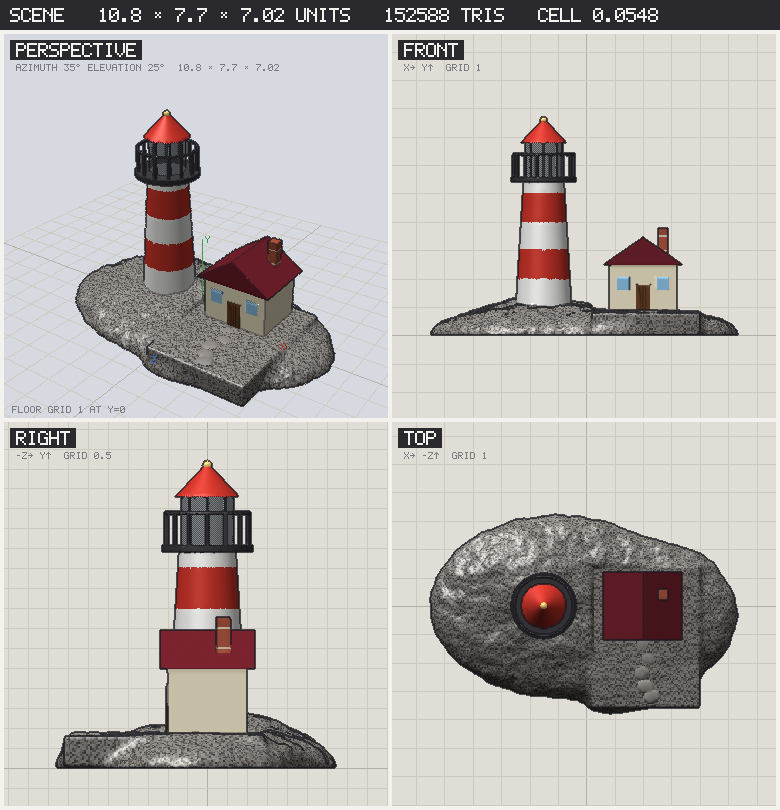 SCENE 10.8 × 7.7 × 7.02 UNITS 152588 TRIS CELL 0.0548
PERSPECTIVE
AZIMUTH 35° ELEVATION 25° 10.8 × 7.7 × 7.02
Y
FLOOR GRID 1 AT Y=0
FRONT
X→ Y↑ GRID 1
RIGHT
-Z→ Y↑ GRID 0.5
TOP
X→ -Z↑ GRID 1